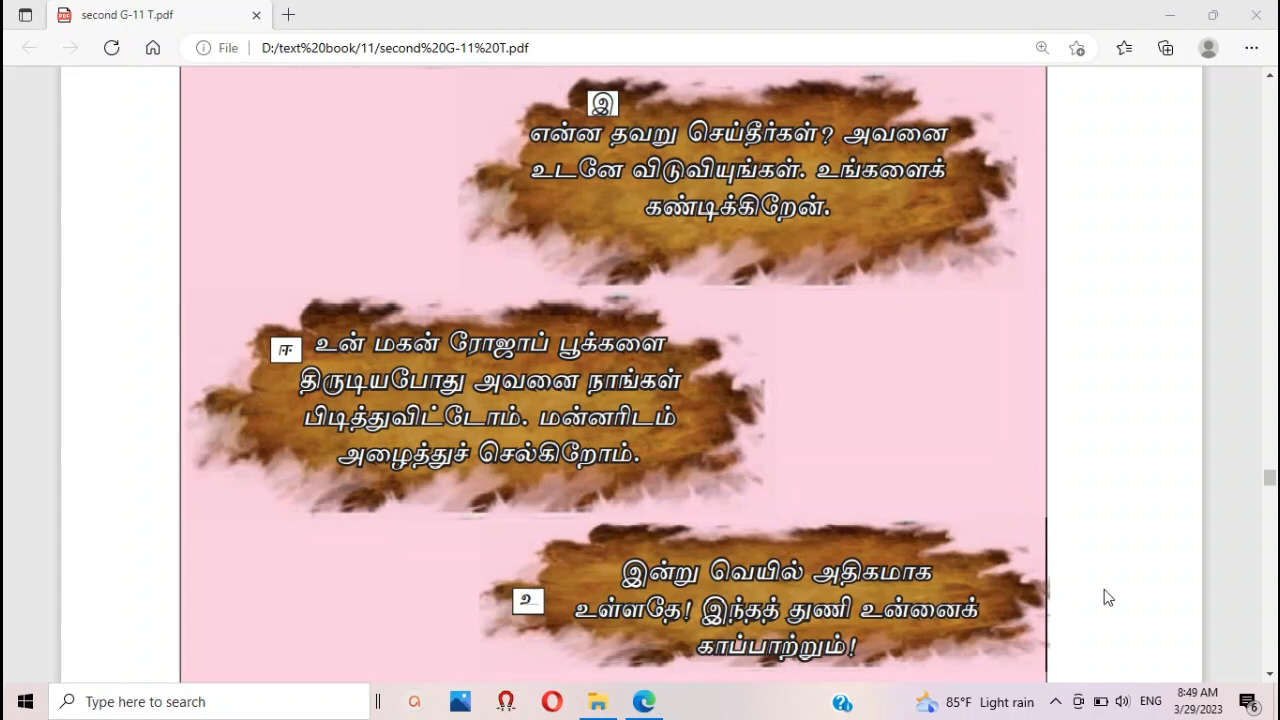 second G-11 T.pdf
File
D:/text%20book/11/second%20G-11%20T.pdf
இ
என்ன தவறு செய்தீர்கள்? அவனை
உடனே விடுவியுங்கள். உங்களைக்
கண்டிக்கிறேன்.
ஈ
உன் மகன் ரோஜாப் பூக்களை
திருடியபோது அவனை நாங்கள்
பிடித்துவிட்டோம். மன்னரிடம்
அழைத்துச் செல்கிறோம்.
இன்று வெயில் அதிகமாக
உ
உள்ளதே! இந்தத் துணி உன்னைக்
காப்பாற்றும்!
Type here to search
85°F Light rain
ENG
8:49 AM
3/29/2023
6